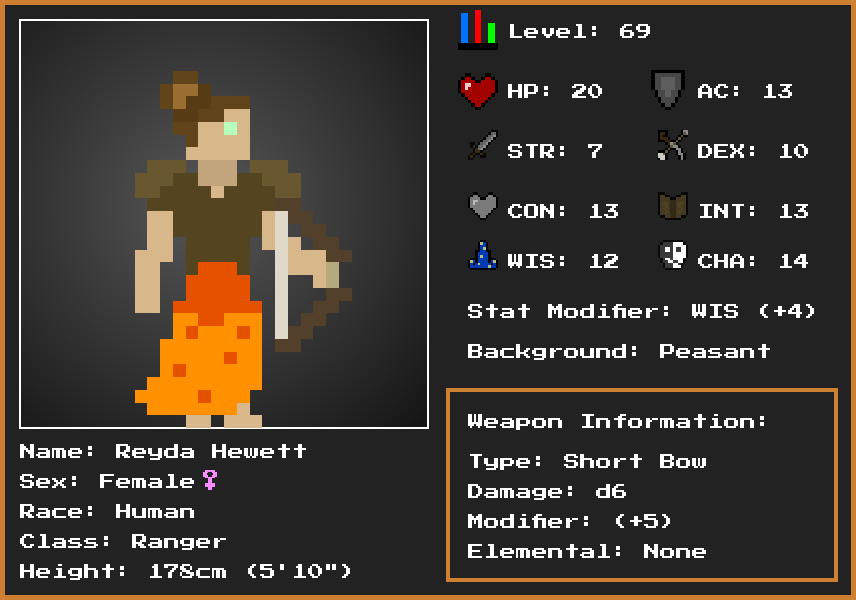 Level: 69
HP: 20 AC: 13
STR: 7 DEX: 10
CON: 13 INT: 13
WIS: 12 CHA: 14
Stat Modifier: WIS (+4)
Background: Peasant
Weapon Information:
Type: Short Bow
Damage: d6
Modifier: (+5)
Elemental: None
Name: Reyda Hewett
Sex: Female♀
Race: Human
Class: Ranger
Height: 178cm (5'10")